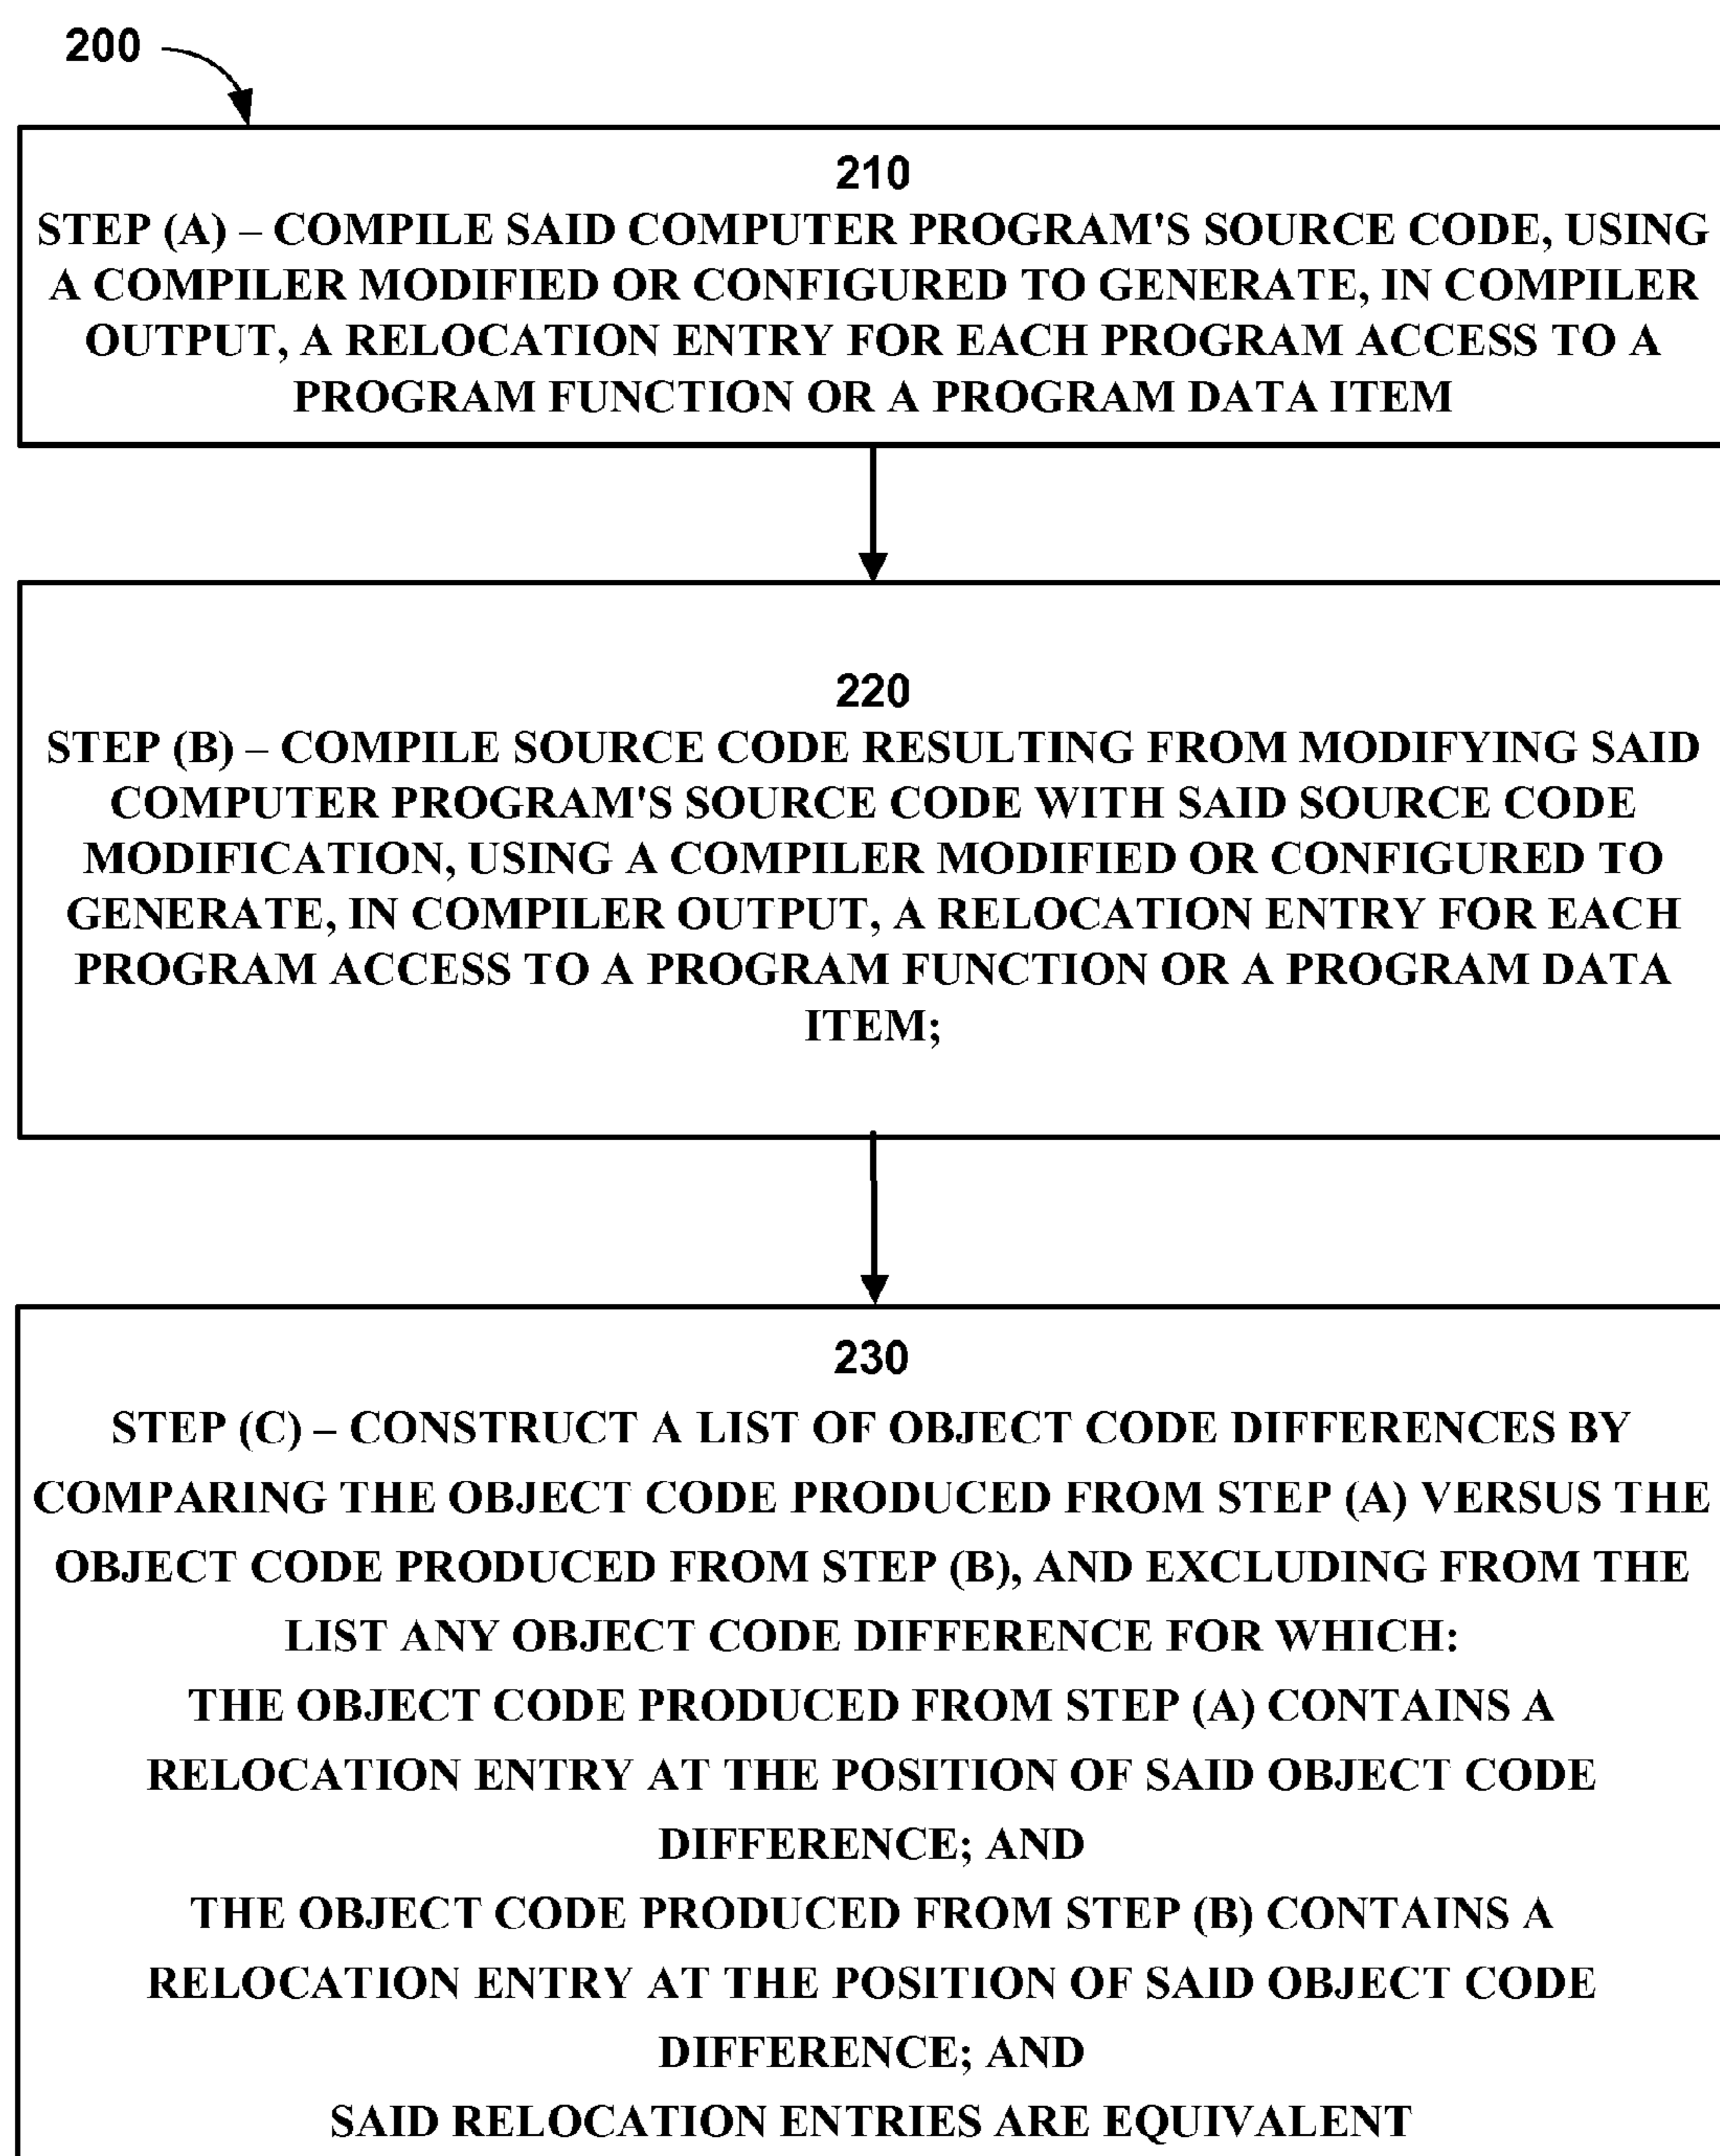 200
210
STEP (A) – COMPILE SAID COMPUTER PROGRAM'S SOURCE CODE, USING
A COMPILER MODIFIED OR CONFIGURED TO GENERATE, IN COMPILER
OUTPUT, A RELOCATION ENTRY FOR EACH PROGRAM ACCESS TO A
PROGRAM FUNCTION OR A PROGRAM DATA ITEM
220
STEP (B) – COMPILE SOURCE CODE RESULTING FROM MODIFYING SAID
COMPUTER PROGRAM'S SOURCE CODE WITH SAID SOURCE CODE
MODIFICATION, USING A COMPILER MODIFIED OR CONFIGURED TO
GENERATE, IN COMPILER OUTPUT, A RELOCATION ENTRY FOR EACH
PROGRAM ACCESS TO A PROGRAM FUNCTION OR A PROGRAM DATA
ITEM;
230
STEP (C) – CONSTRUCT A LIST OF OBJECT CODE DIFFERENCES BY
COMPARING THE OBJECT CODE PRODUCED FROM STEP (A) VERSUS THE
OBJECT CODE PRODUCED FROM STEP (B), AND EXCLUDING FROM THE
LIST ANY OBJECT CODE DIFFERENCE FOR WHICH:
THE OBJECT CODE PRODUCED FROM STEP (A) CONTAINS A
RELOCATION ENTRY AT THE POSITION OF SAID OBJECT CODE
DIFFERENCE; AND
THE OBJECT CODE PRODUCED FROM STEP (B) CONTAINS A
RELOCATION ENTRY AT THE POSITION OF SAID OBJECT CODE
DIFFERENCE; AND
SAID RELOCATION ENTRIES ARE EQUIVALENT